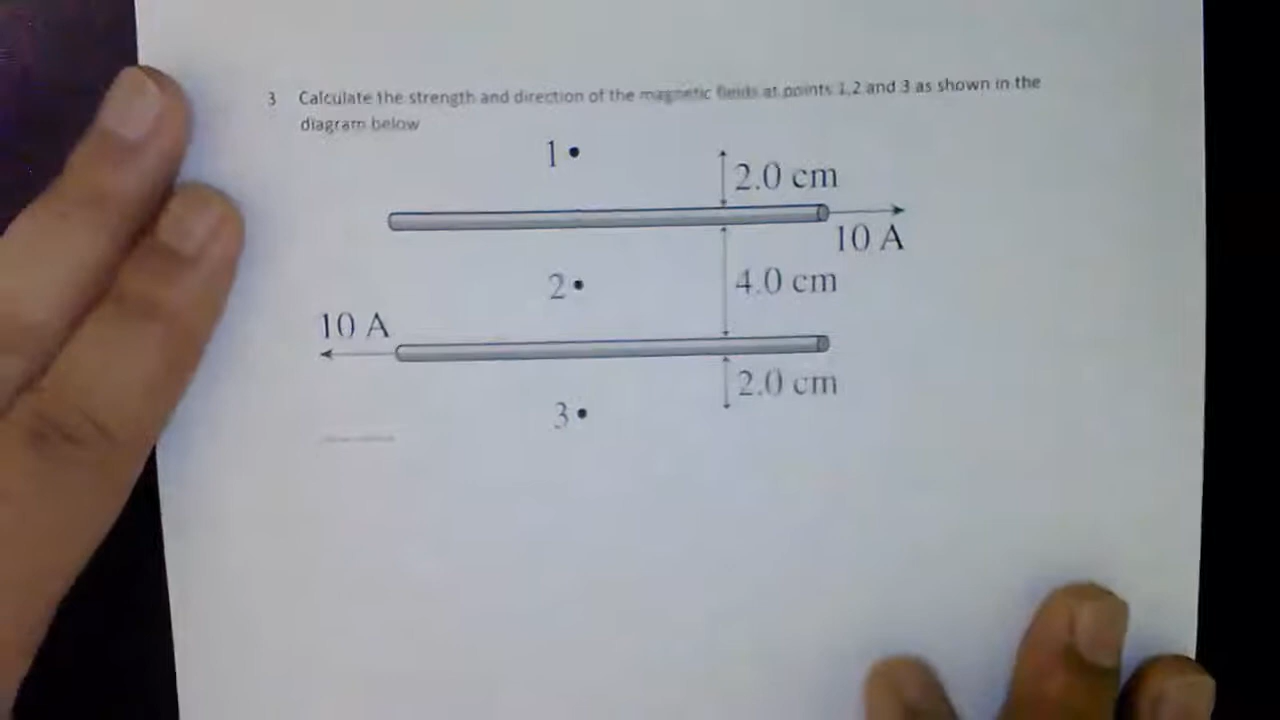 3 Calculate the strength and direction of the magnetic fields at points 1,2 and 3 as shown in the
diagram below
1
2.0 cm
10 A
2
4.0 cm
10 A
2.0 cm
3